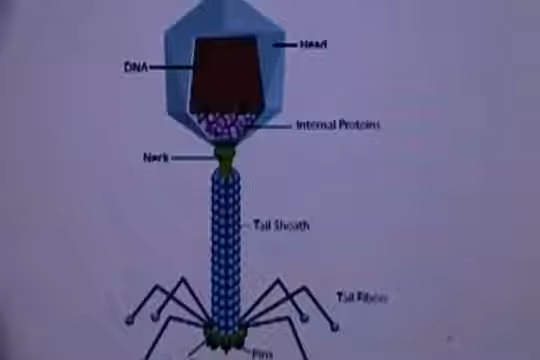 Head
DNA
Internal Proteins
Neck
Tail Sheath
Tail Fibers
Pins